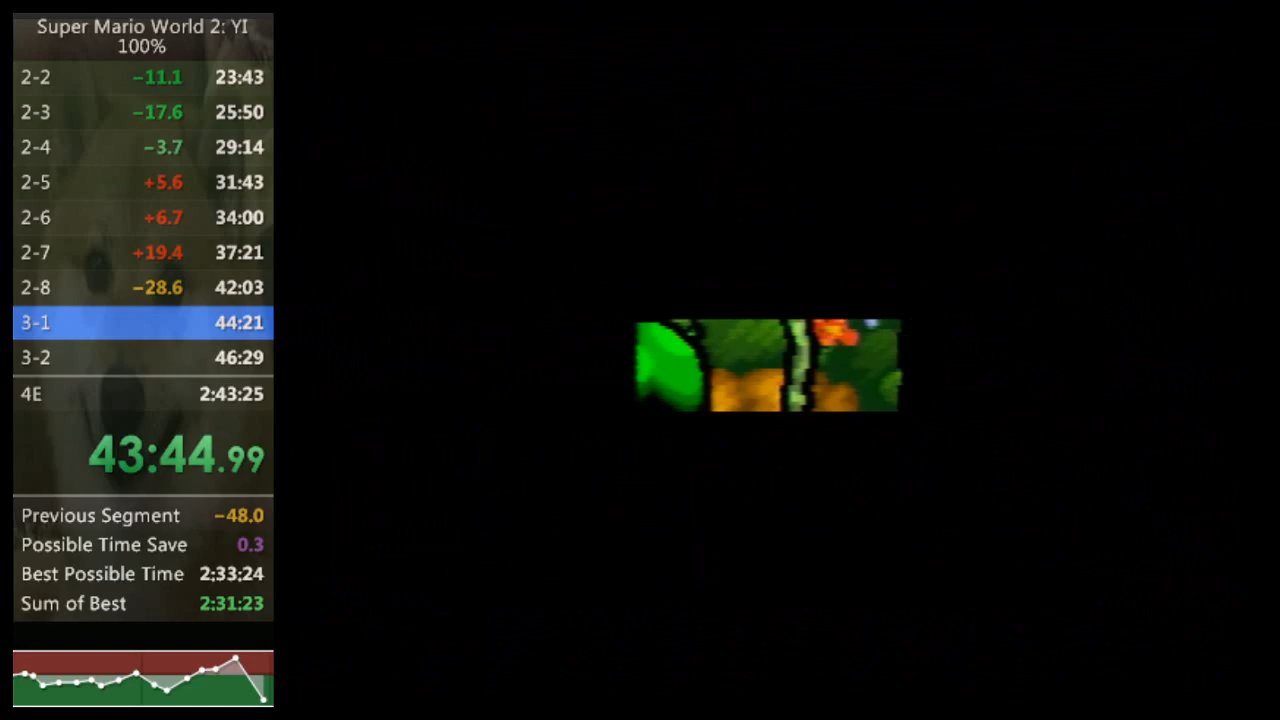 Super Mario World 2: YI
100%
2-2 −11.1 23:43
2-3 −17.6 25:50
2-4 −3.7 29:14
2-5 +5.6 31:43
2-6 +6.7 34:00
2-7 +19.4 37:21
2-8 −28.6 42:03
3-1 44:21
3-2 46:29
4E 2:43:25
43:44.99
Previous Segment −48.0
Possible Time Save 0.3
Best Possible Time 2:33:24
Sum of Best 2:31:23